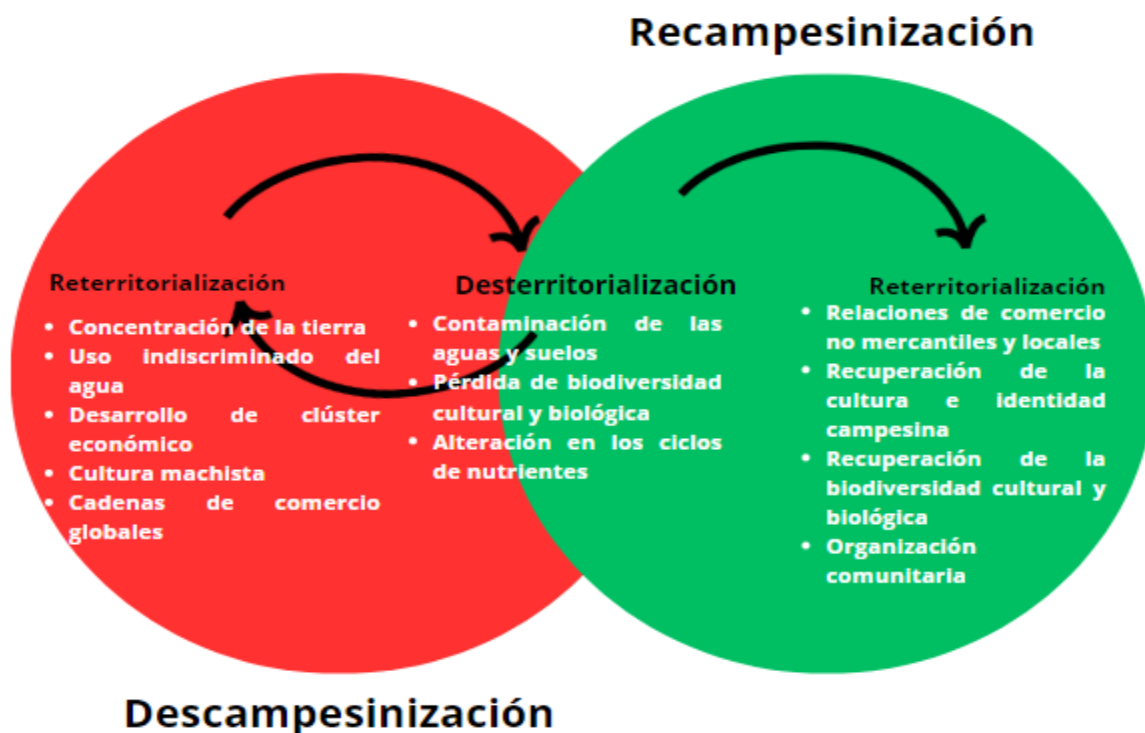 Recampesinización
Reterritorialización
• Concentración de la tierra
• Uso indiscriminado del
agua
• Desarrollo de clúster
económico
• Cultura machista
• Cadenas de comercio
globales
Desterritorialización
• Contaminación de las
aguas y suelos
• Pérdida de biodiversidad
cultural y biológica
• Alteración en los ciclos
de nutrientes
Reterritorialización
• Relaciones de comercio
no mercantiles y locales
• Recuperación de la
cultura e identidad
campesina
• Recuperación de la
biodiversidad cultural y
biológica
• Organización
comunitaria
Descampesinización